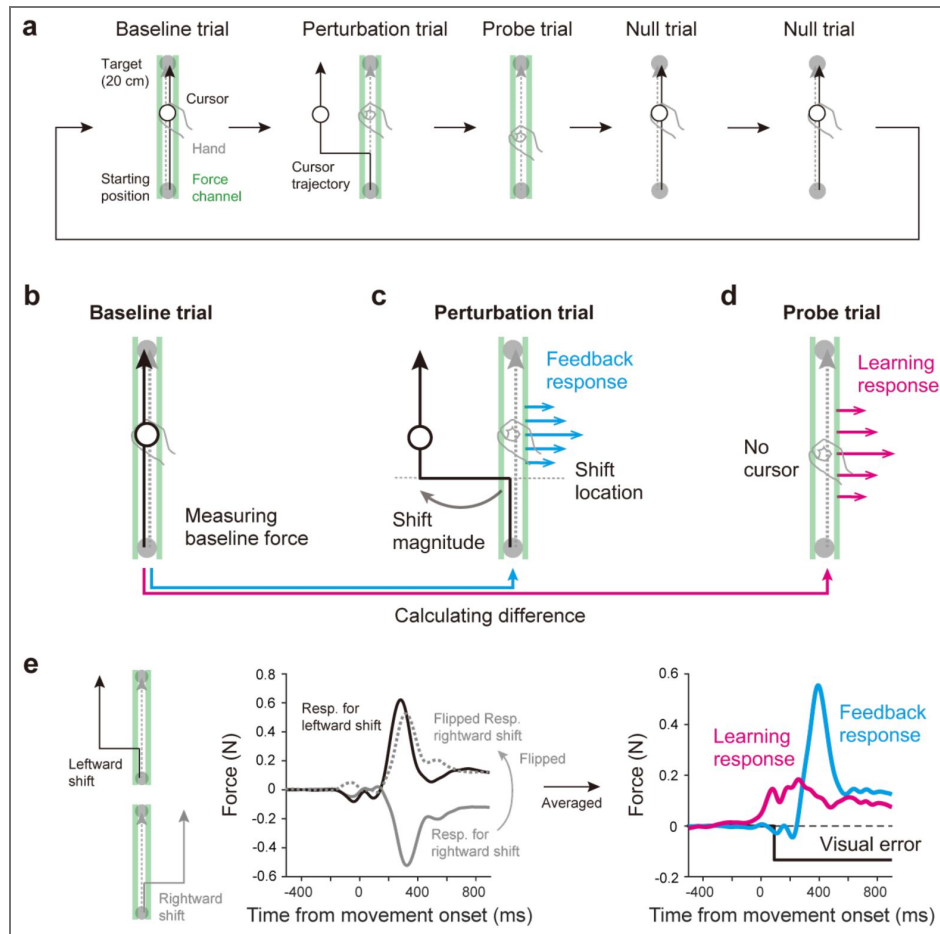 a
Baseline trial
Perturbation trial
Probe trial
Null trial
Null trial
Target
(20 cm)
Cursor
Hand
Starting
position
Force
channel
Cursor
trajectory
b
Baseline trial
Measuring
baseline force
c
Perturbation trial
Feedback
response
Shift
location
Shift
magnitude
d
Probe trial
Learning
response
No
cursor
Calculating difference
e
Leftward
shift
Rightward
shift
Force (N)
0.8
0.6
0.4
0.2
0
-0.2
-0.4
-0.6
-400
0
400
800
Time from movement onset (ms)
Resp. for
leftward shift
Flipped Resp.
rightward shift
Flipped
Resp. for
rightward shift
Averaged
Force (N)
0.6
0.4
0.2
0
-0.2
-400
0
400
800
Time from movement onset (ms)
Learning
response
Feedback
response
Visual error